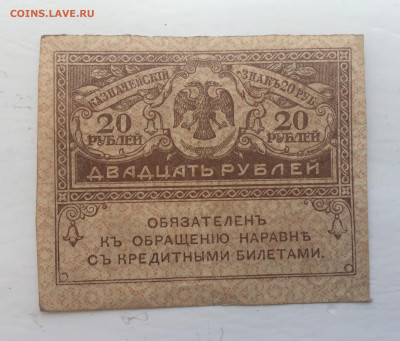 COINS.LAVE.RU
КАЗНАЧЕЙСКІЙ ЗНАКЪ 20 РУБ.
20 20
РУБЛЕЙ РУБЛЕЙ
ДВАДЦАТЬ РУБЛЕЙ
ОБЯЗАТЕЛЕНЪ
КЪ ОБРАЩЕНІЮ НАРАВНѢ
СЪ КРЕДИТНЫМИ БИЛЕТАМИ.